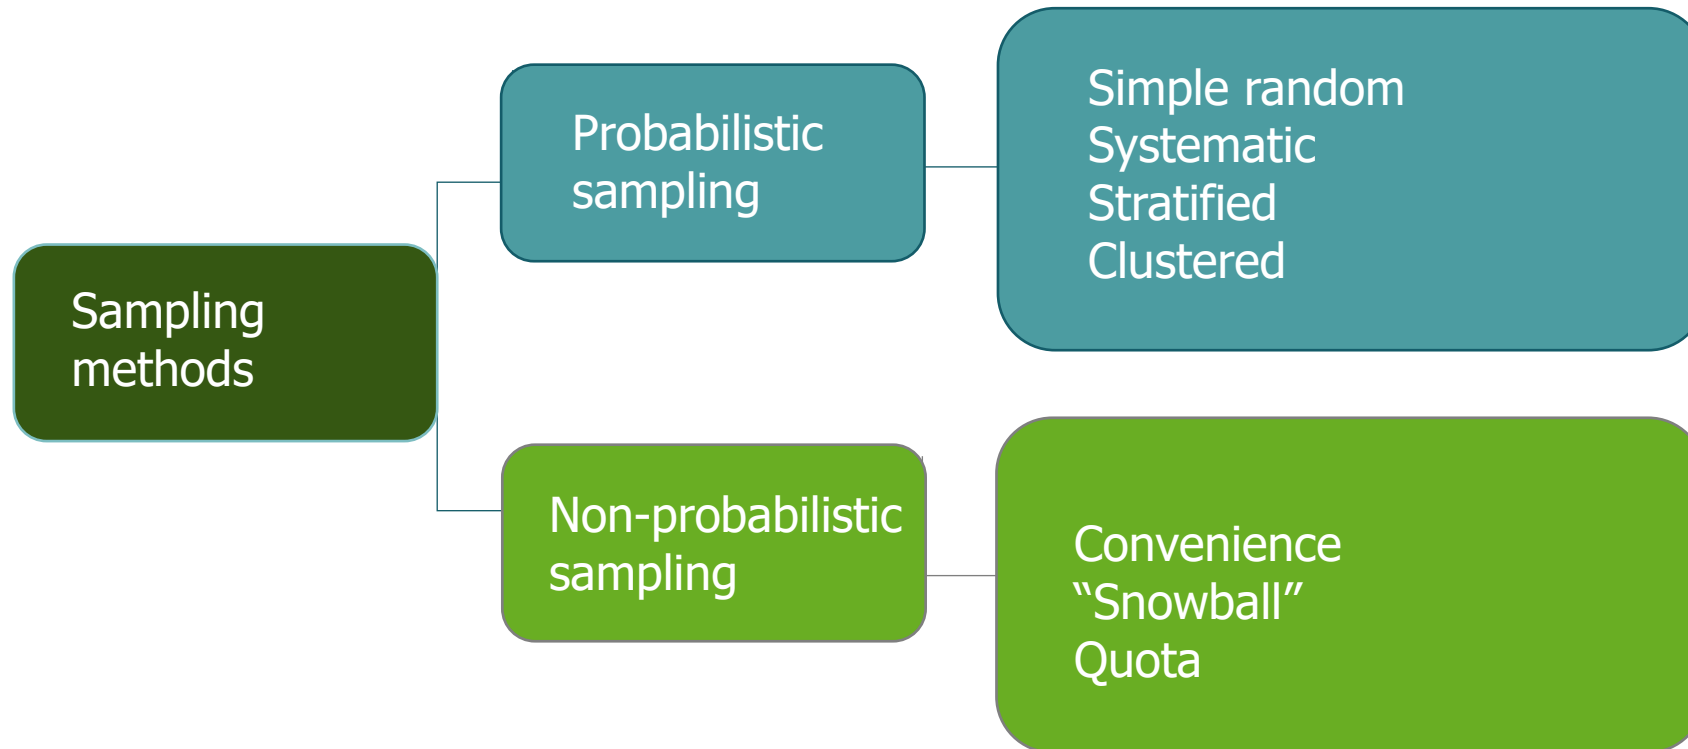 Sampling
methods
Probabilistic
sampling
Simple random
Systematic
Stratified
Clustered
Non-probabilistic
sampling
Convenience
“Snowball”
Quota